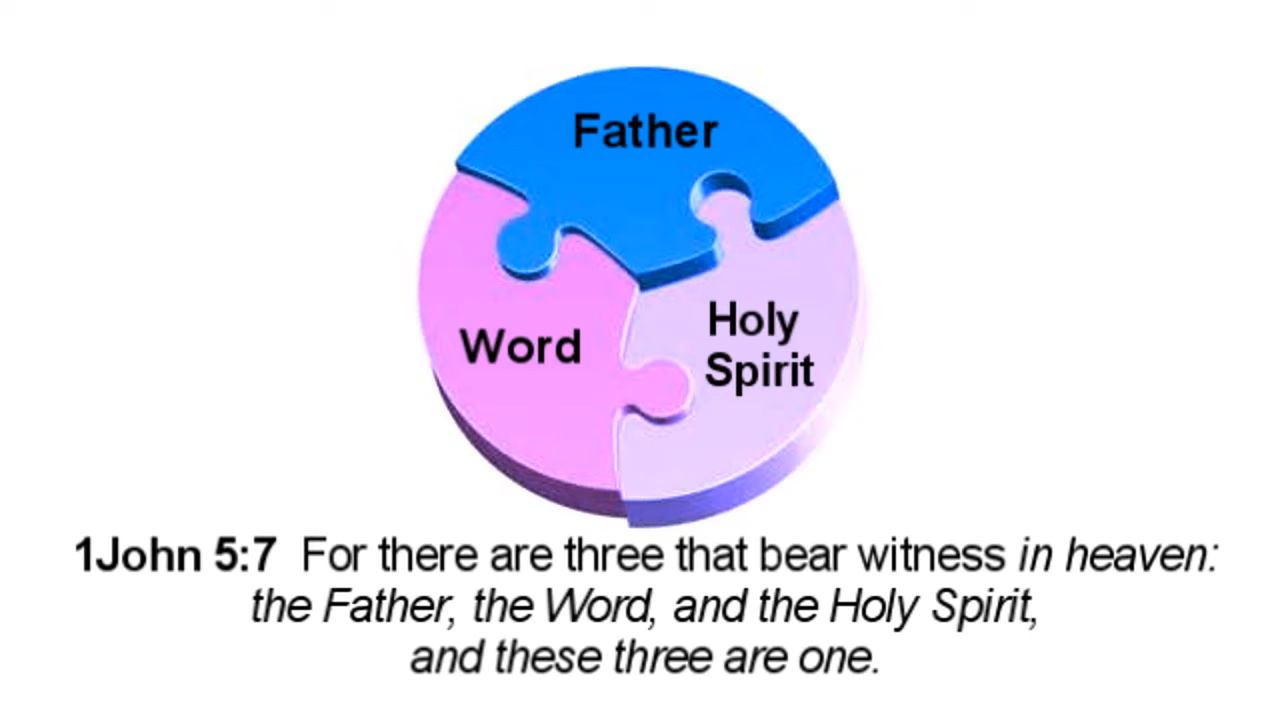 Father
Word
Holy
Spirit
1John 5:7 For there are three that bear witness in heaven:
the Father, the Word, and the Holy Spirit,
and these three are one.